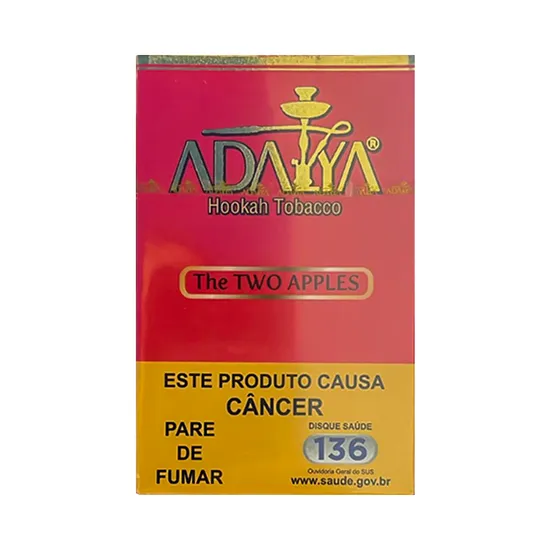 ADALYA®
Hookah Tobacco
The TWO APPLES
ESTE PRODUTO CAUSA
CÂNCER
PARE
DE
FUMAR
DISQUE SAÚDE
136
Ouvidoria Geral do SUS
www.saude.gov.br